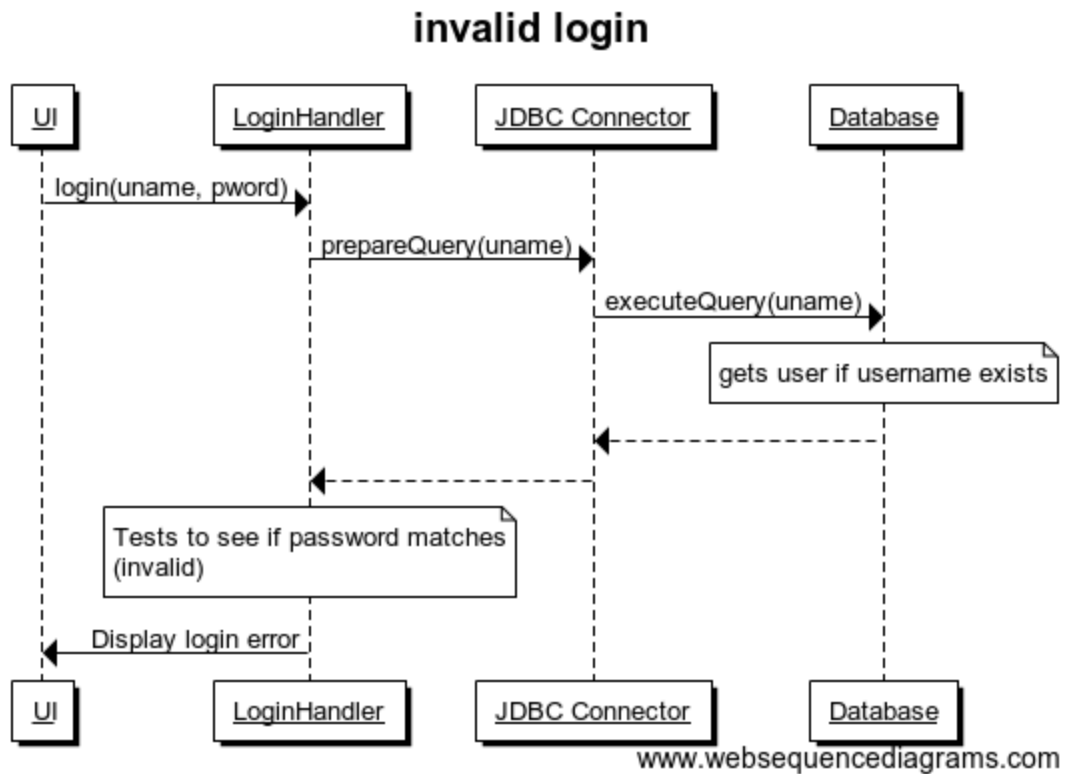 invalid login
UI
LoginHandler
JDBC Connector
Database
login(uname, pword)
prepareQuery(uname)
executeQuery(uname)
gets user if username exists
Tests to see if password matches
(invalid)
Display login error
UI
LoginHandler
JDBC Connector
Database
www.websequencediagrams.com